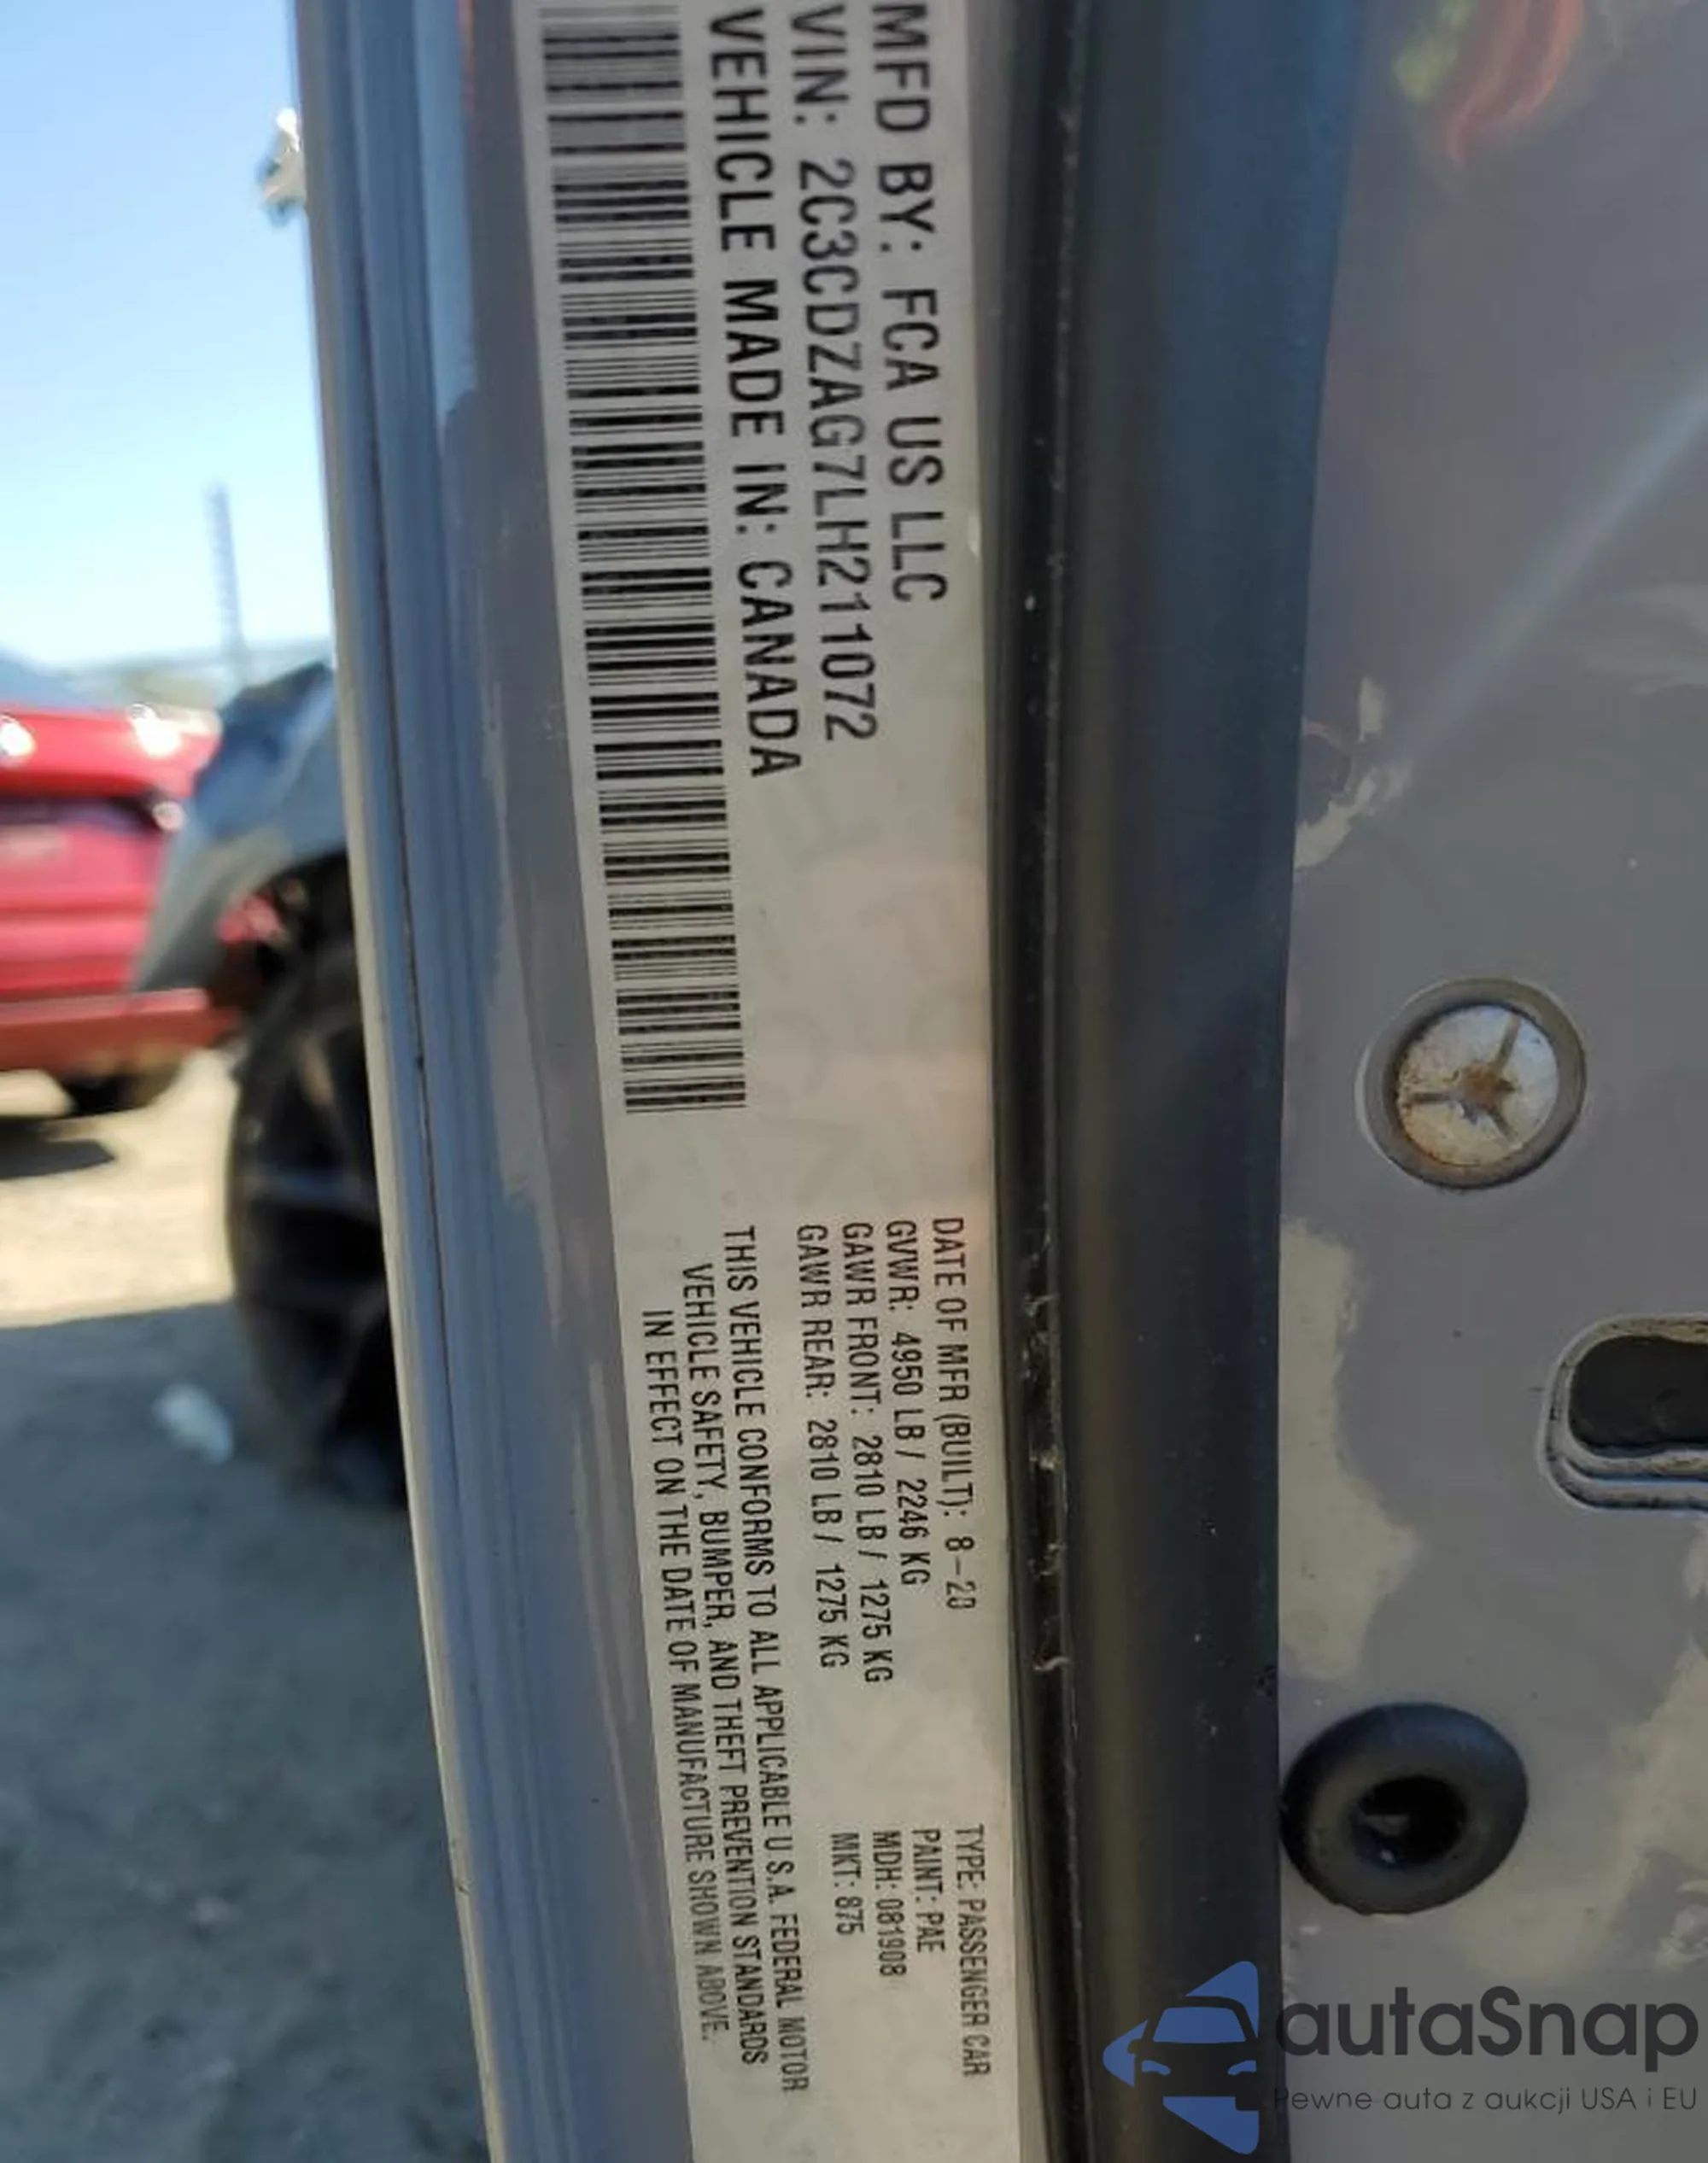 MFD BY: FCA US LLC
VIN: 2C3CDZAG7LH211072
VEHICLE MADE IN: CANADA
DATE OF MFR (BUILT): 8-20
GVWR: 4950 LB / 2246 KG
GAWR FRONT: 2810 LB / 1275 KG
GAWR REAR: 2810 LB / 1275 KG
THIS VEHICLE CONFORMS TO ALL APPLICABLE U.S.A. FEDERAL MOTOR
VEHICLE SAFETY, BUMPER, AND THEFT PREVENTION STANDARDS
IN EFFECT ON THE DATE OF MANUFACTURE SHOWN ABOVE.
TYPE: PASSENGER CAR
PAINT: PAE
MDH: 081908
MKT: 875
autaSnap
Pewne auta z aukcji USA i EU